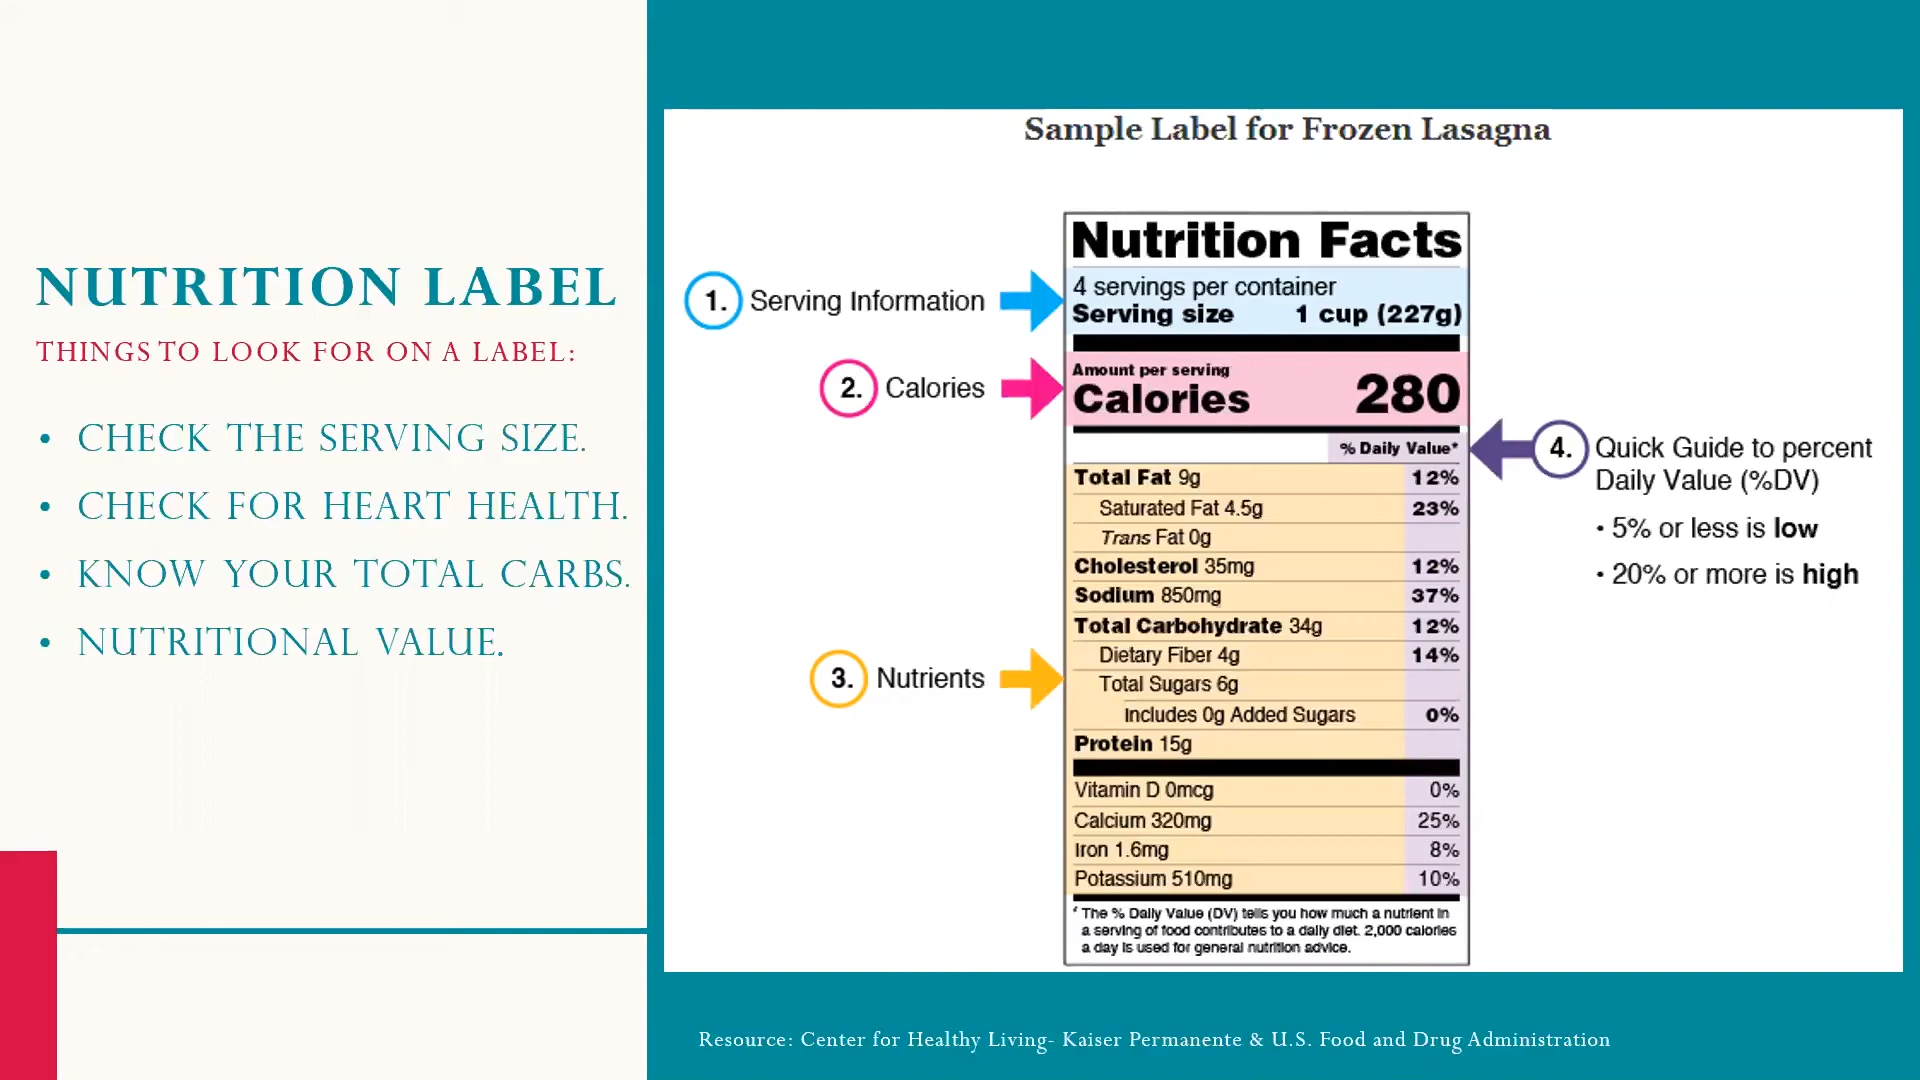 NUTRITION LABEL
THINGS TO LOOK FOR ON A LABEL:
• CHECK THE SERVING SIZE.
• CHECK FOR HEART HEALTH.
• KNOW YOUR TOTAL CARBS.
• NUTRITIONAL VALUE.
Sample Label for Frozen Lasagna
1. Serving Information
2. Calories
3. Nutrients
Nutrition Facts
4 servings per container
Serving size 1 cup (227g)
Amount per serving
Calories 280
% Daily Value*
Total Fat 9g 12%
Saturated Fat 4.5g 23%
Trans Fat 0g
Cholesterol 35mg 12%
Sodium 850mg 37%
Total Carbohydrate 34g 12%
Dietary Fiber 4g 14%
Total Sugars 6g
Includes 0g Added Sugars 0%
Protein 15g
Vitamin D 0mcg 0%
Calcium 320mg 25%
Iron 1.6mg 8%
Potassium 510mg 10%
* The % Daily Value (DV) tells you how much a nutrient in
a serving of food contributes to a daily diet. 2,000 calories
a day is used for general nutrition advice.
4. Quick Guide to percent
Daily Value (%DV)
• 5% or less is low
• 20% or more is high
Resource: Center for Healthy Living- Kaiser Permanente & U.S. Food and Drug Administration